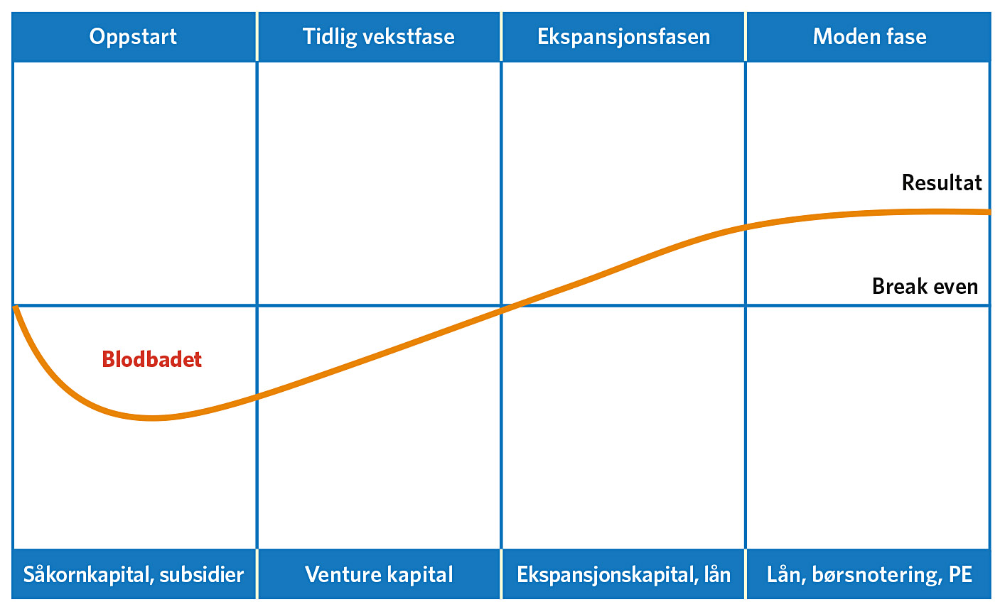 Oppstart
Tidlig vekstfase
Ekspansjonsfasen
Moden fase
Resultat
Break even
Blodbadet
Såkornkapital, subsidier
Venture kapital
Ekspansjonskapital, lån
Lån, børsnotering, PE